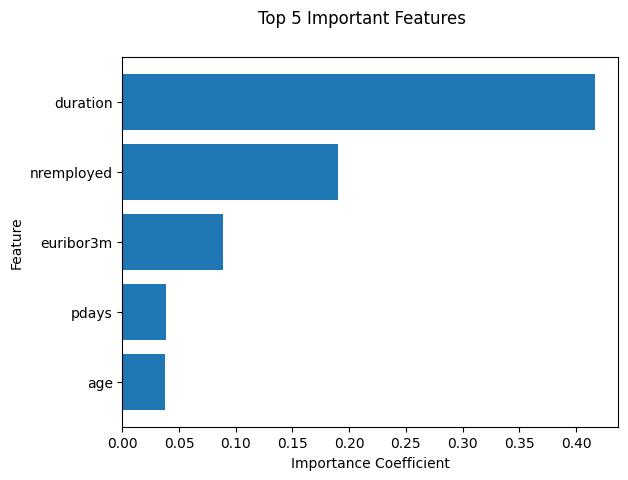 Top 5 Important Features
Feature
duration
nremployed
euribor3m
pdays
age
0.00 0.05 0.10 0.15 0.20 0.25 0.30 0.35 0.40
Importance Coefficient